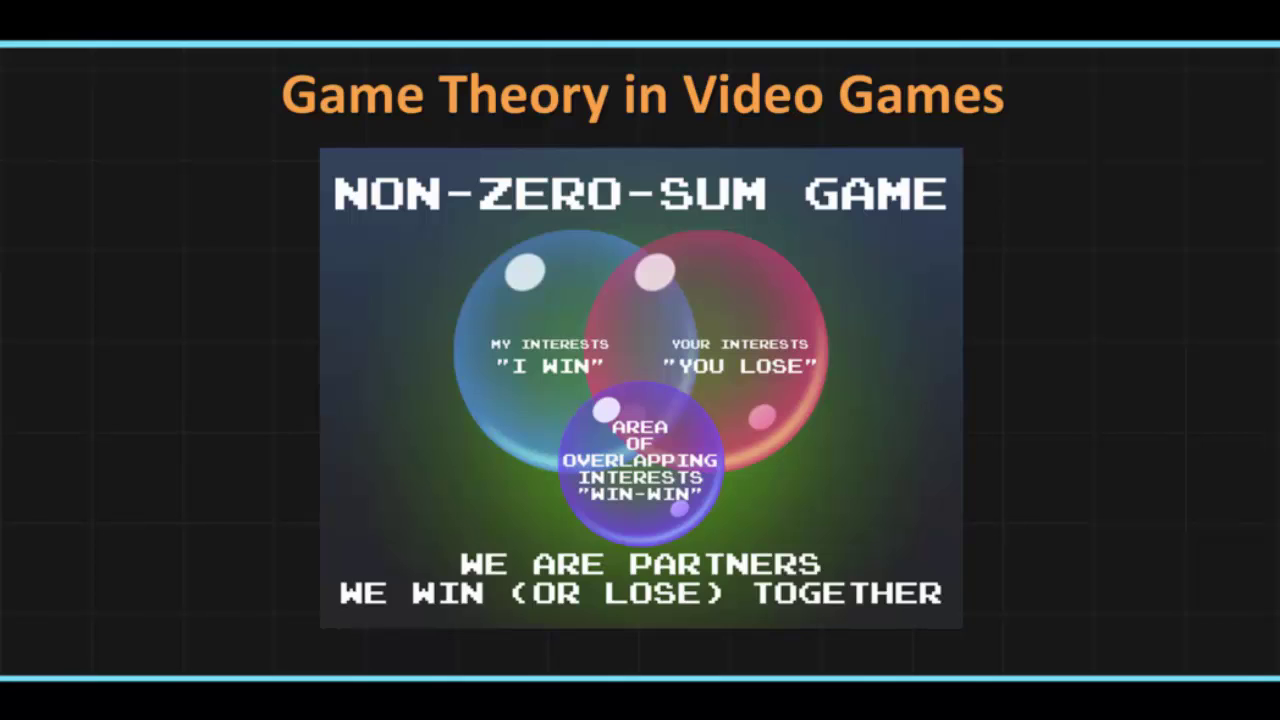 Game Theory in Video Games
NON-ZERO-SUM GAME
MY INTERESTS
"I WIN"
YOUR INTERESTS
"YOU LOSE"
AREA
OF
OVERLAPPING
INTERESTS
"WIN-WIN"
WE ARE PARTNERS
WE WIN (OR LOSE) TOGETHER